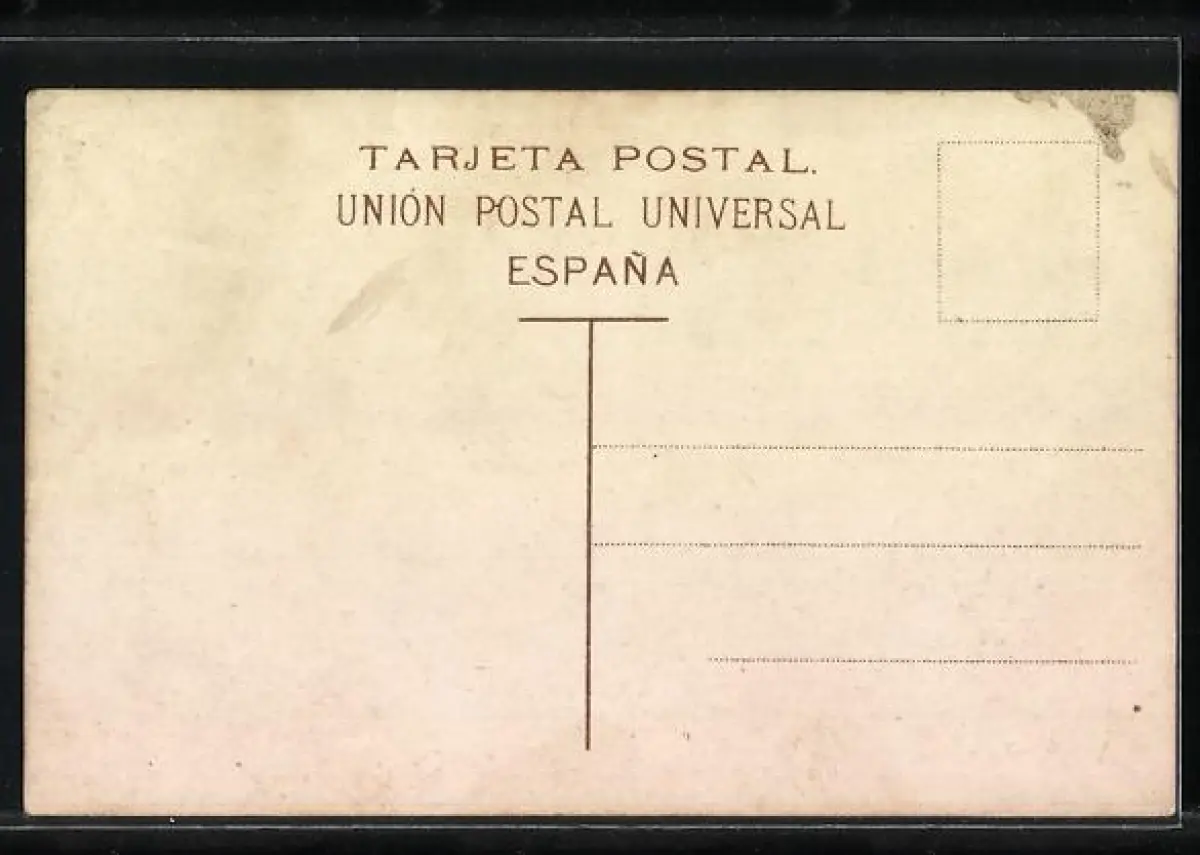 TARJETA POSTAL.
UNIÓN POSTAL UNIVERSAL
ESPAÑA